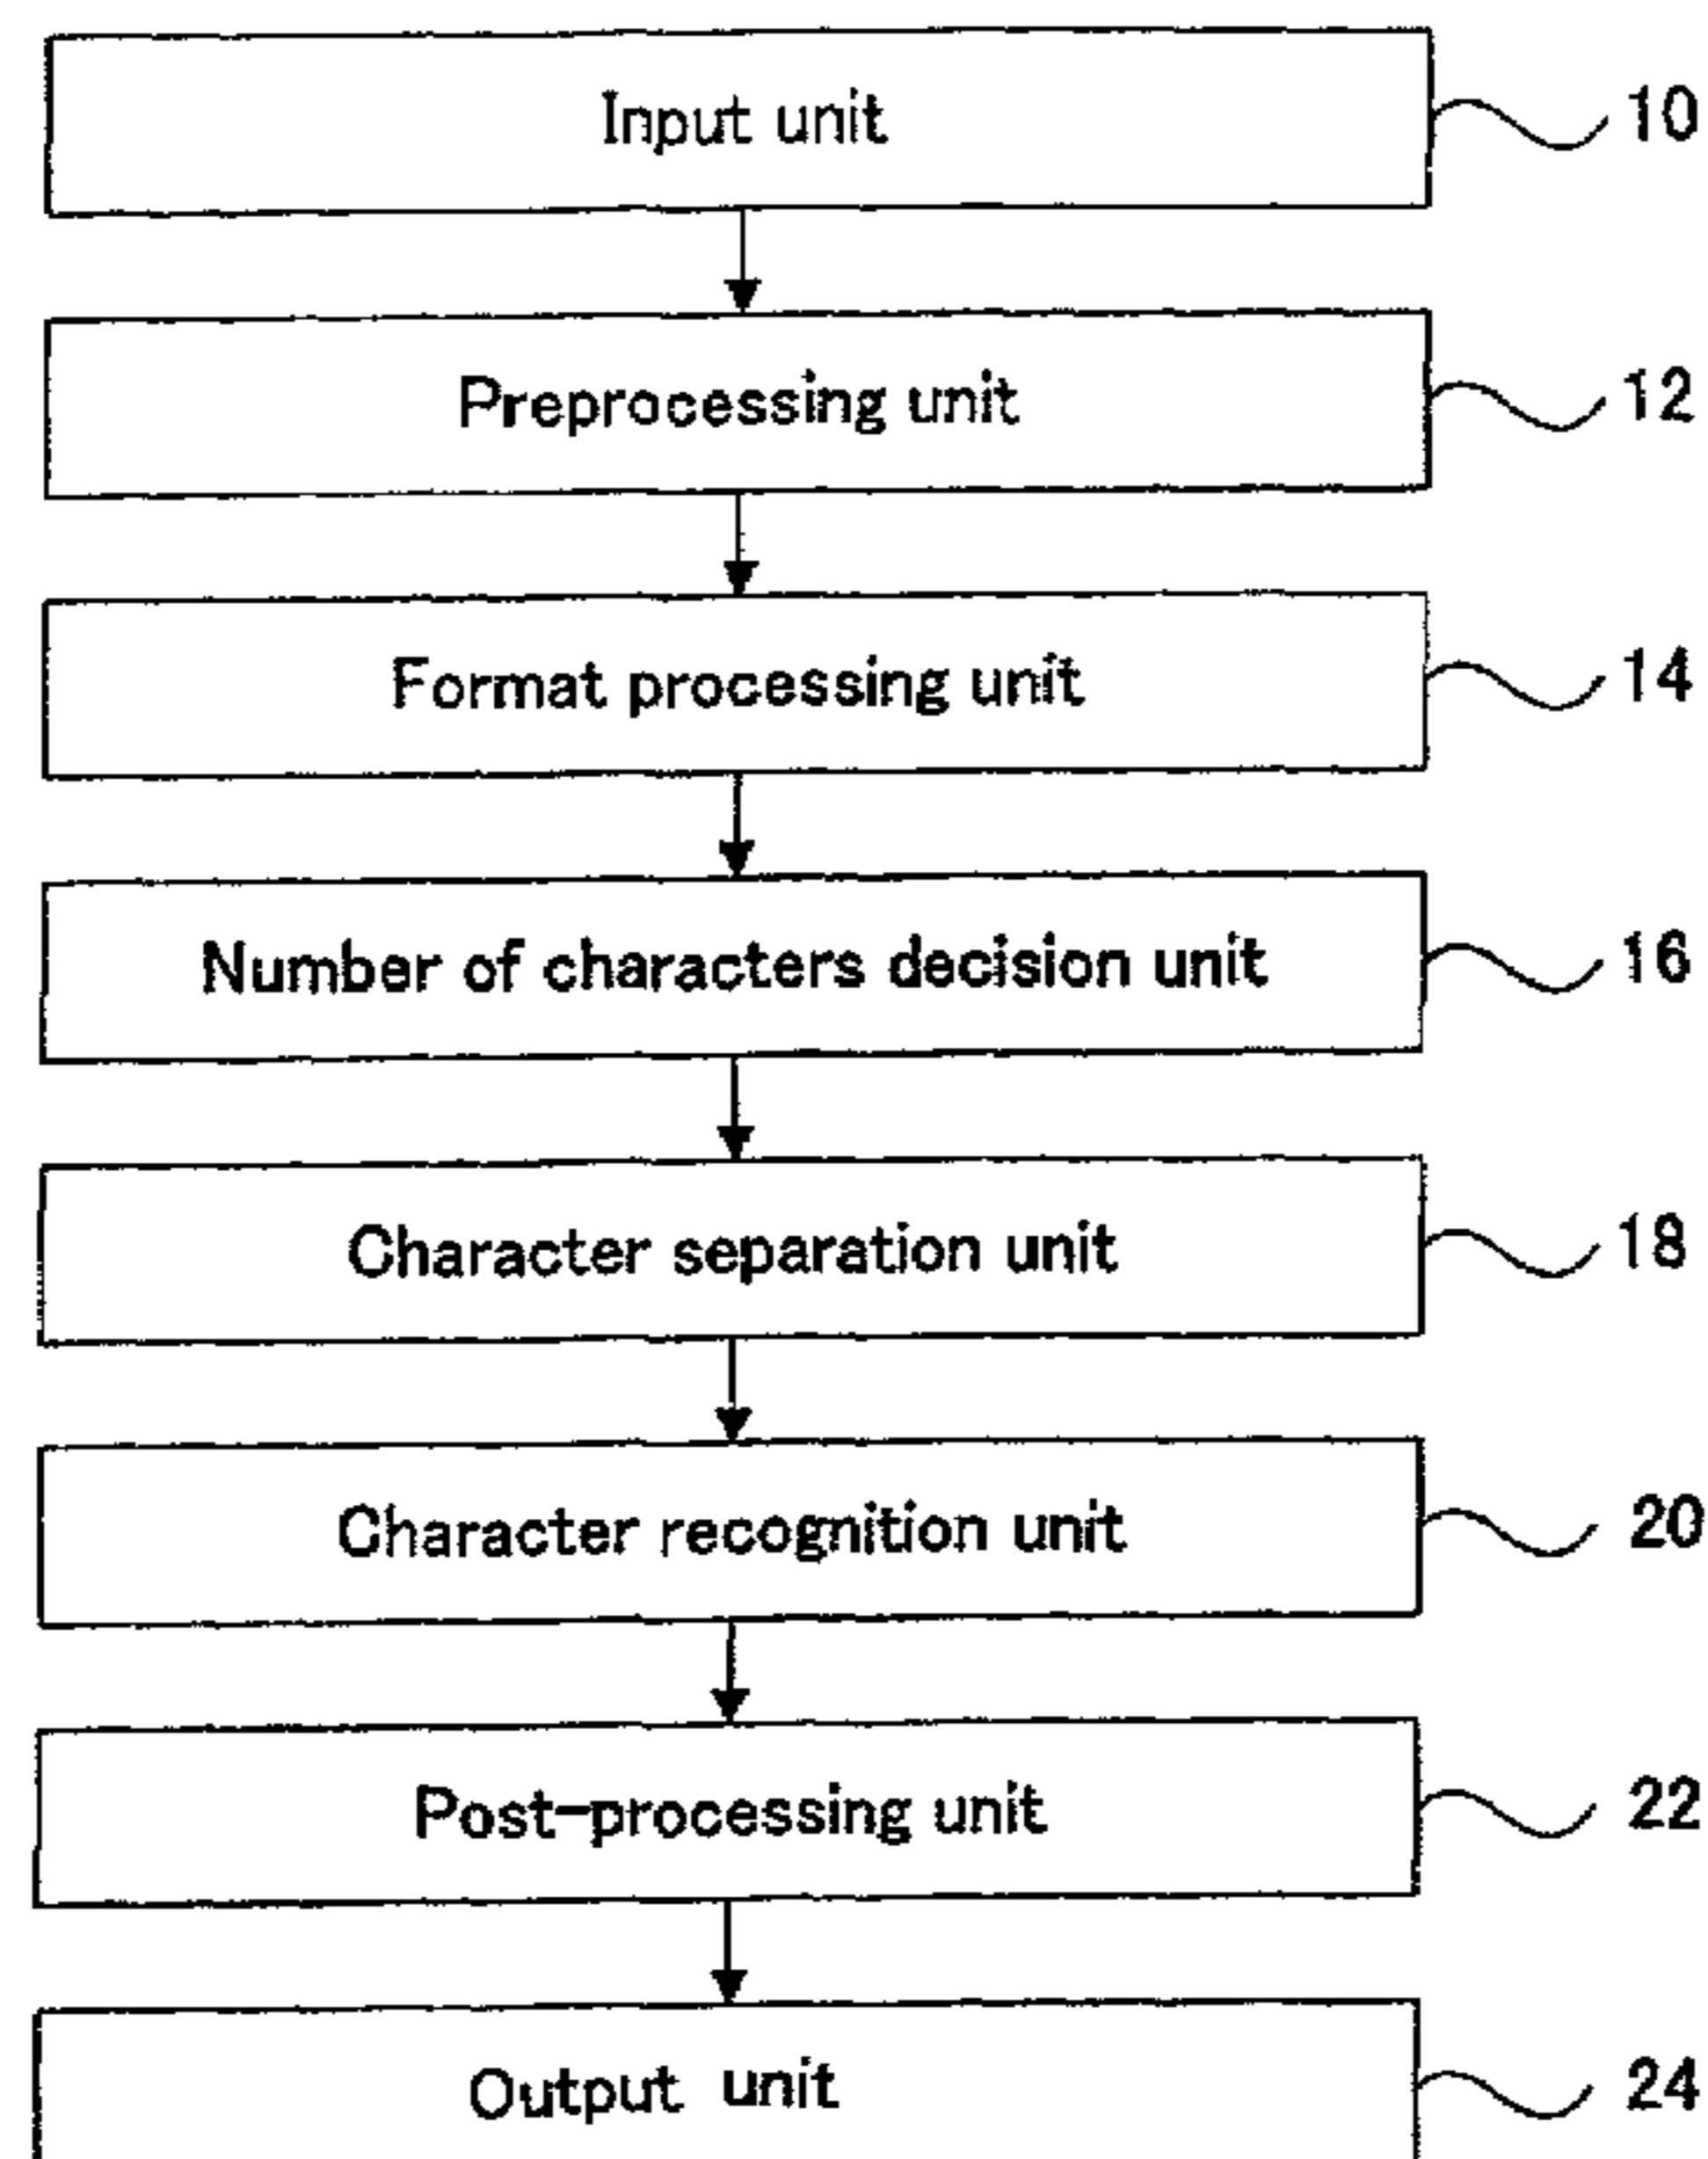 Input unit 10
Preprocessing unit 12
Format processing unit 14
Number of characters decision unit 16
Character separation unit 18
Character recognition unit 20
Post-processing unit 22
Output unit 24